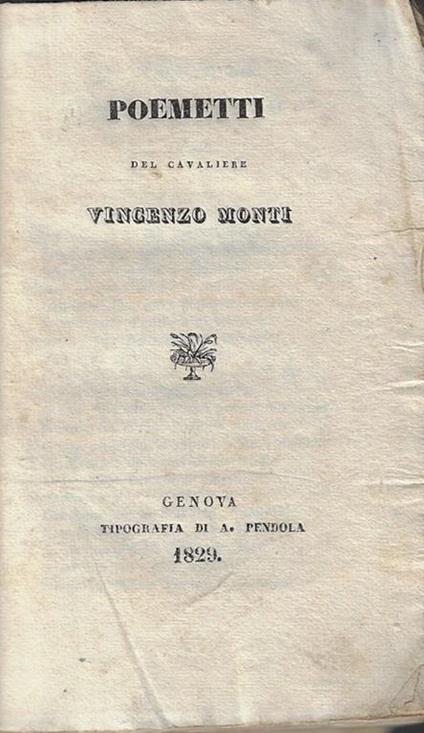 POEMETTI
DEL CAVALIERE
VINCENZO MONTI
GENOVA
TIPOGRAFIA DI A. PENDOLA
1829.